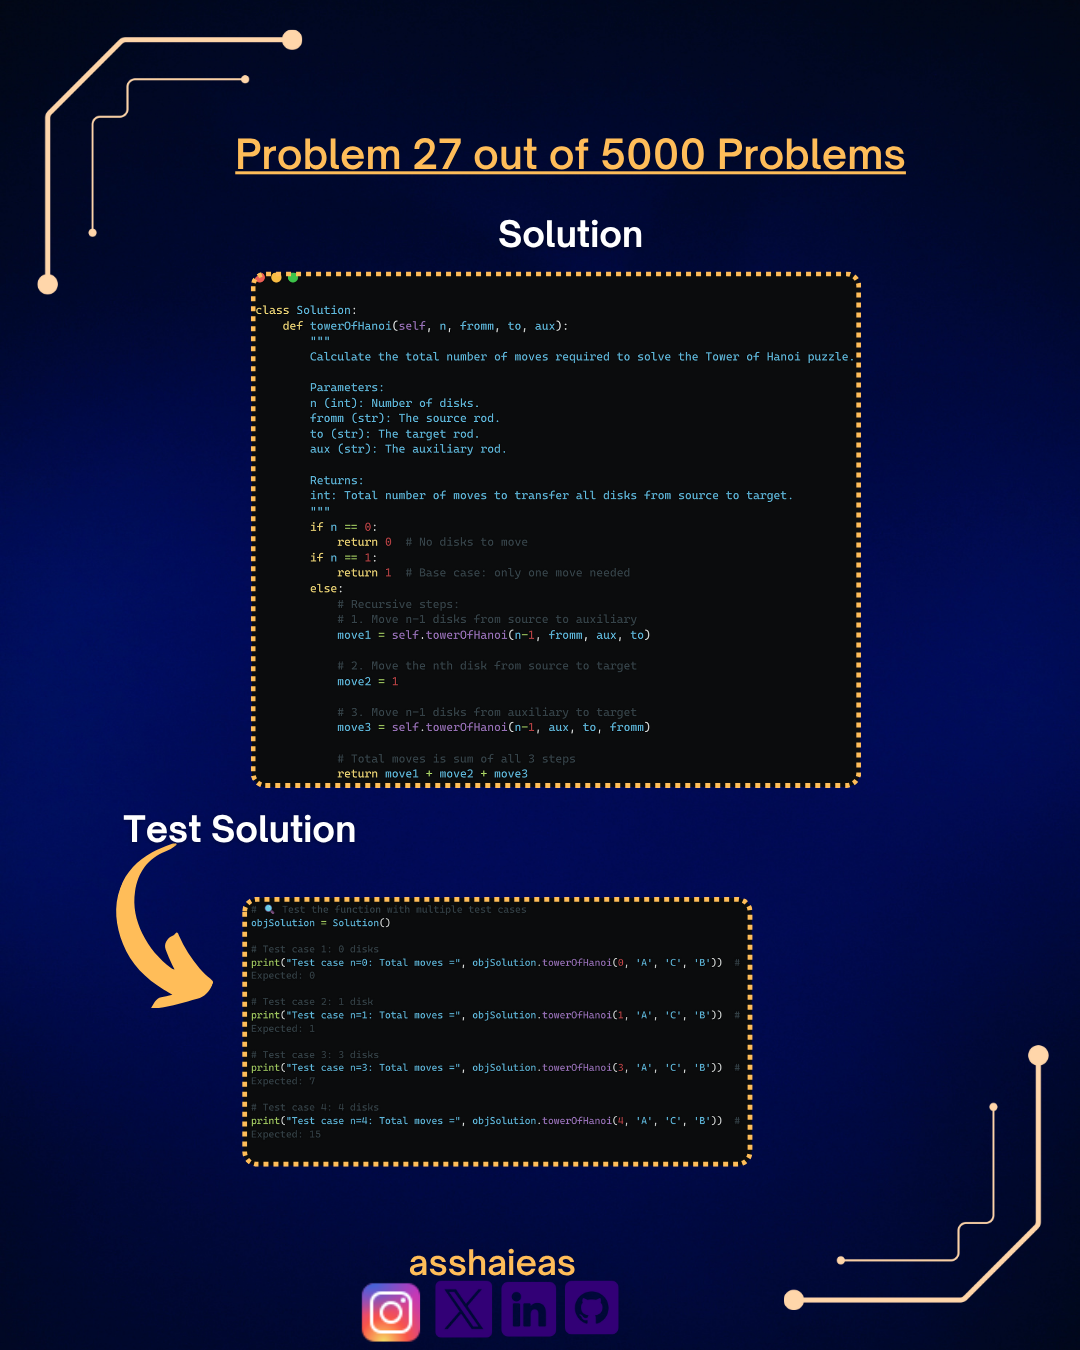 Problem 27 out of 5000 Problems
Solution
class Solution:
    def towerOfHanoi(self, n, fromm, to, aux):
        """
        Calculate the total number of moves required to solve the Tower of Hanoi puzzle.

        Parameters:
        n (int): Number of disks.
        fromm (str): The source rod.
        to (str): The target rod.
        aux (str): The auxiliary rod.

        Returns:
        int: Total number of moves to transfer all disks from source to target.
        """
        if n == 0:
            return 0  # No disks to move
        if n == 1:
            return 1  # Base case: only one move needed
        else:
            # Recursive steps:
            # 1. Move n-1 disks from source to auxiliary
            move1 = self.towerOfHanoi(n-1, fromm, aux, to)

            # 2. Move the nth disk from source to target
            move2 = 1

            # 3. Move n-1 disks from auxiliary to target
            move3 = self.towerOfHanoi(n-1, aux, to, fromm)

            # Total moves is sum of all 3 steps
            return move1 + move2 + move3
Test Solution
# 🔍 Test the function with multiple test cases
objSolution = Solution()

# Test case 1: 0 disks
print("Test case n=0: Total moves =", objSolution.towerOfHanoi(0, 'A', 'C', 'B'))  #
Expected: 0

# Test case 2: 1 disk
print("Test case n=1: Total moves =", objSolution.towerOfHanoi(1, 'A', 'C', 'B'))  #
Expected: 1

# Test case 3: 3 disks
print("Test case n=3: Total moves =", objSolution.towerOfHanoi(3, 'A', 'C', 'B'))  #
Expected: 7

# Test case 4: 4 disks
print("Test case n=4: Total moves =", objSolution.towerOfHanoi(4, 'A', 'C', 'B'))  #
Expected: 15
asshaieas